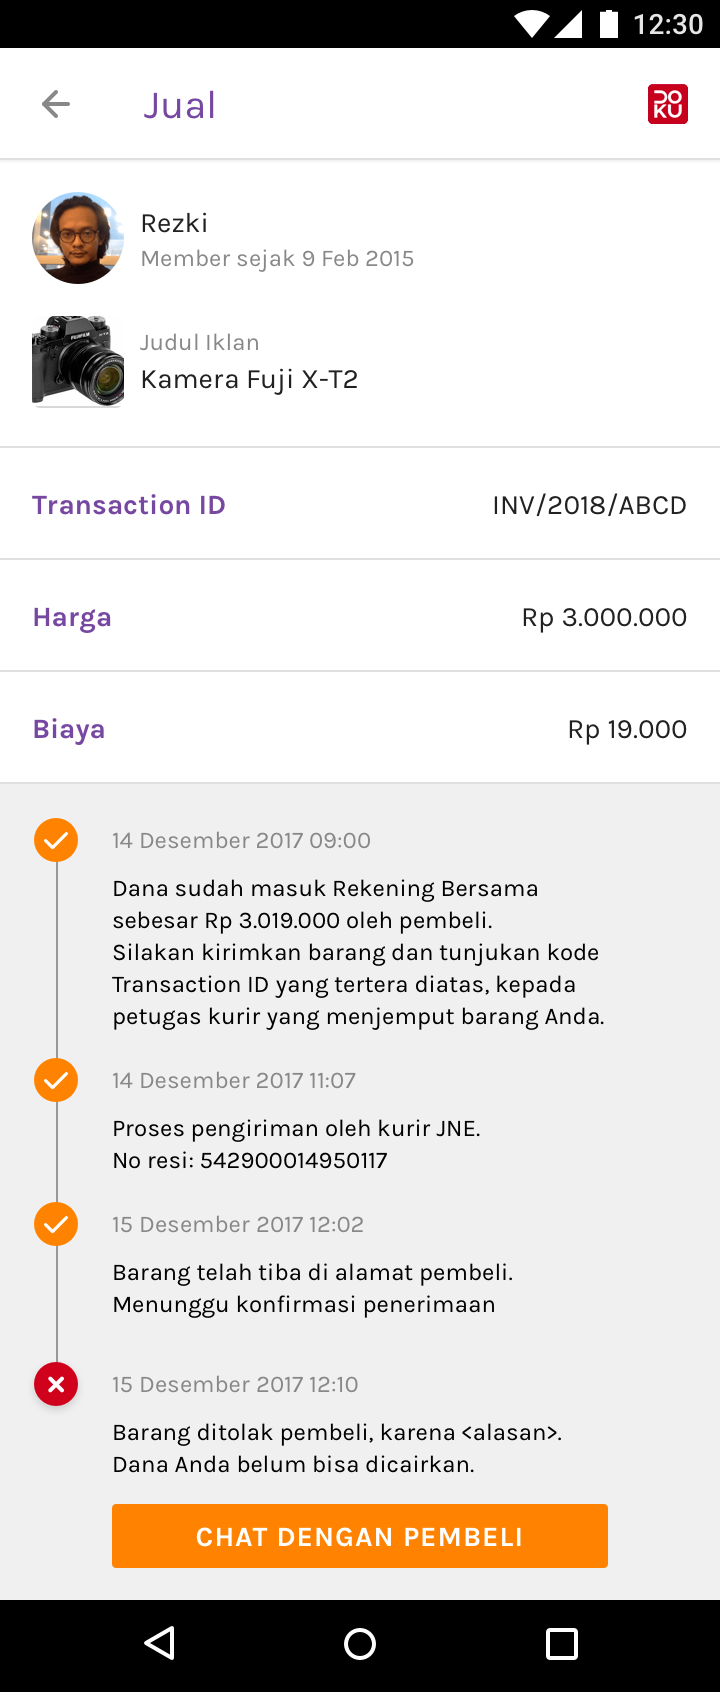 12:30
Jual
DOKU
Rezki
Member sejak 9 Feb 2015
FUJIFILM
Judul Iklan
Kamera Fuji X-T2
Transaction ID
INV/2018/ABCD
Harga
Rp 3.000.000
Biaya
Rp 19.000
14 Desember 2017 09:00
Dana sudah masuk Rekening Bersama
sebesar Rp 3.019.000 oleh pembeli.
Silakan kirimkan barang dan tunjukan kode
Transaction ID yang tertera diatas, kepada
petugas kurir yang menjemput barang Anda.
14 Desember 2017 11:07
Proses pengiriman oleh kurir JNE.
No resi: 542900014950117
15 Desember 2017 12:02
Barang telah tiba di alamat pembeli.
Menunggu konfirmasi penerimaan
15 Desember 2017 12:10
Barang ditolak pembeli, karena <alasan>.
Dana Anda belum bisa dicairkan.
CHAT DENGAN PEMBELI